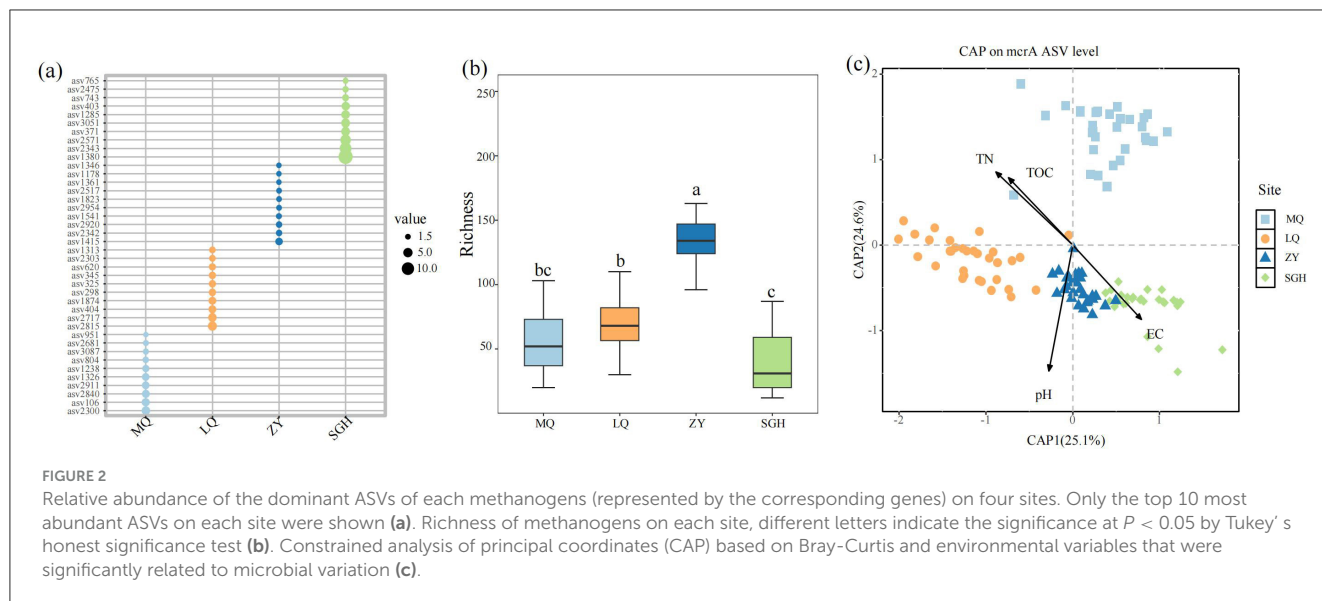 (a)
asv765
asv2475
asv743
asv403
asv1285
asv3051
asv371
asv2571
asv2343
asv1380
asv1346
asv1178
asv1361
asv2517
asv1823
asv2954
asv1541
asv2920
asv2342
asv1415
asv1313
asv2303
asv620
asv345
asv325
asv298
asv1874
asv404
asv2717
asv2815
asv951
asv2681
asv3087
asv804
asv1238
asv1326
asv2911
asv2840
asv106
asv2300
MQ
LQ
ZY
SGH
value
1.5
5.0
10.0
(b)
Richness
250
200
150
100
50
bc
b
a
c
MQ
LQ
ZY
SGH
(c)
CAP on mcrA ASV level
CAP2(24.6%)
2
1
0
-1
TN
TOC
EC
pH
-2
-1
0
1
CAP1(25.1%)
Site
MQ
LQ
ZY
SGH
FIGURE 2
Relative abundance of the dominant ASVs of each methanogens (represented by the corresponding genes) on four sites. Only the top 10 most
abundant ASVs on each site were shown (a). Richness of methanogens on each site, different letters indicate the significance at P < 0.05 by Tukey' s
honest significance test (b). Constrained analysis of principal coordinates (CAP) based on Bray-Curtis and environmental variables that were
significantly related to microbial variation (c).